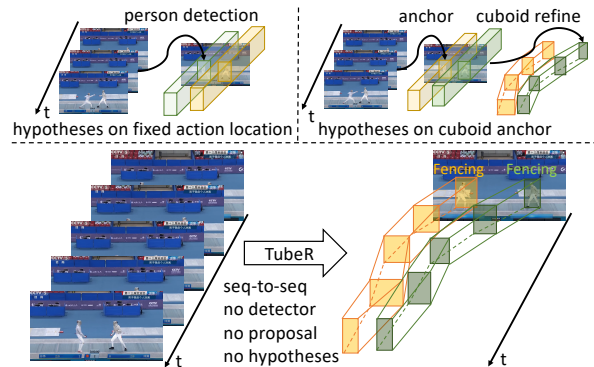 person detection
t
hypotheses on fixed action location
anchor
cuboid refine
t
hypotheses on cuboid anchor
Fencing
Fencing
TubeR
seq-to-seq
no detector
no proposal
no hypotheses
t
t